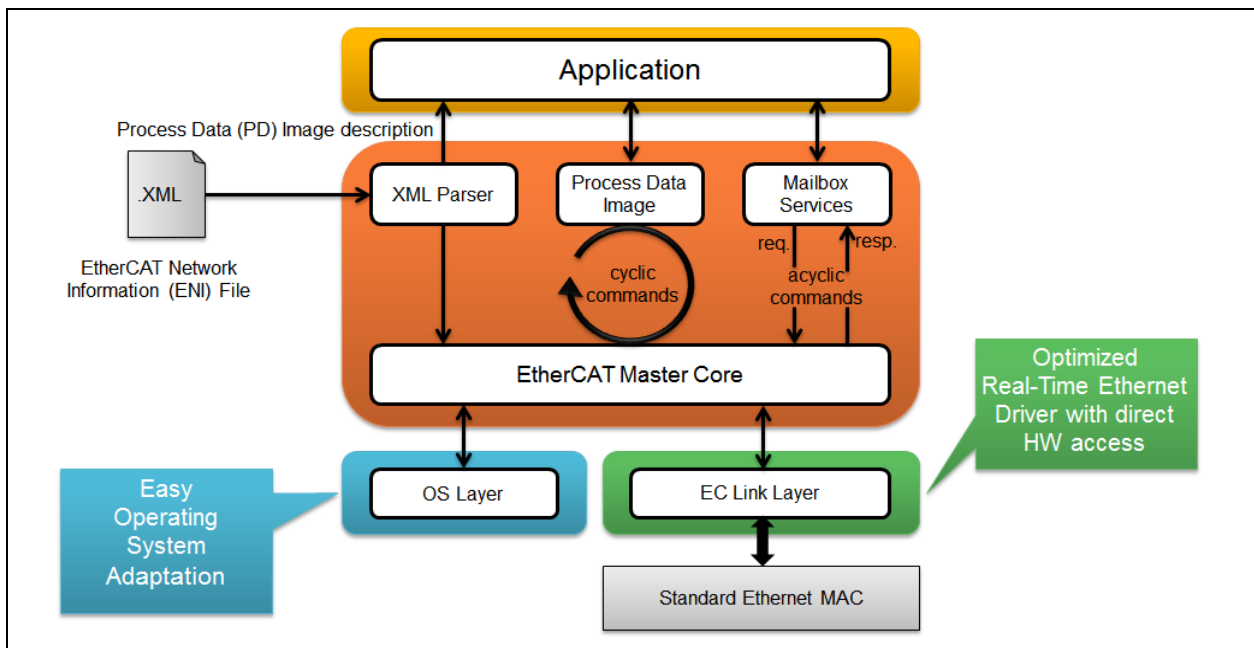 Application
Process Data (PD) Image description
.XML
XML Parser
Process Data
Image
Mailbox
Services
req.
resp.
EtherCAT Network
Information (ENI) File
cyclic
commands
acyclic
commands
EtherCAT Master Core
Optimized
Real-Time Ethernet
Driver with direct
HW access
Easy
Operating
System
Adaptation
OS Layer
EC Link Layer
Standard Ethernet MAC